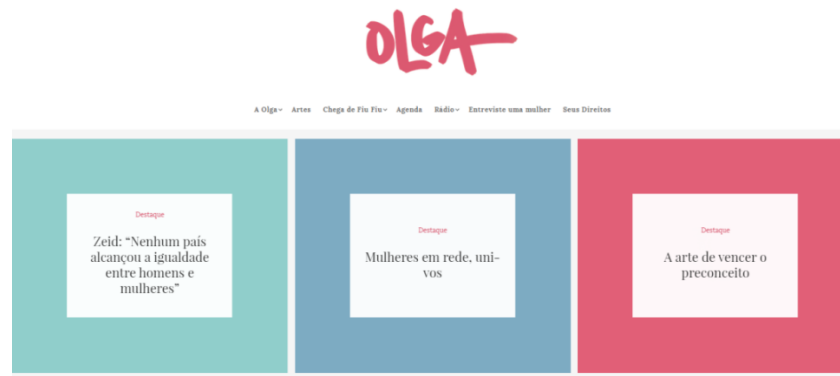 OLGA
A Olga Artes Chega de Fiu Fiu Agenda Rádio Entreviste uma mulher Seus Direitos
Destaque
Zeid: “Nenhum país
alcançou a igualdade
entre homens e
mulheres”
Destaque
Mulheres em rede, uni-
vos
Destaque
A arte de vencer o
preconceito